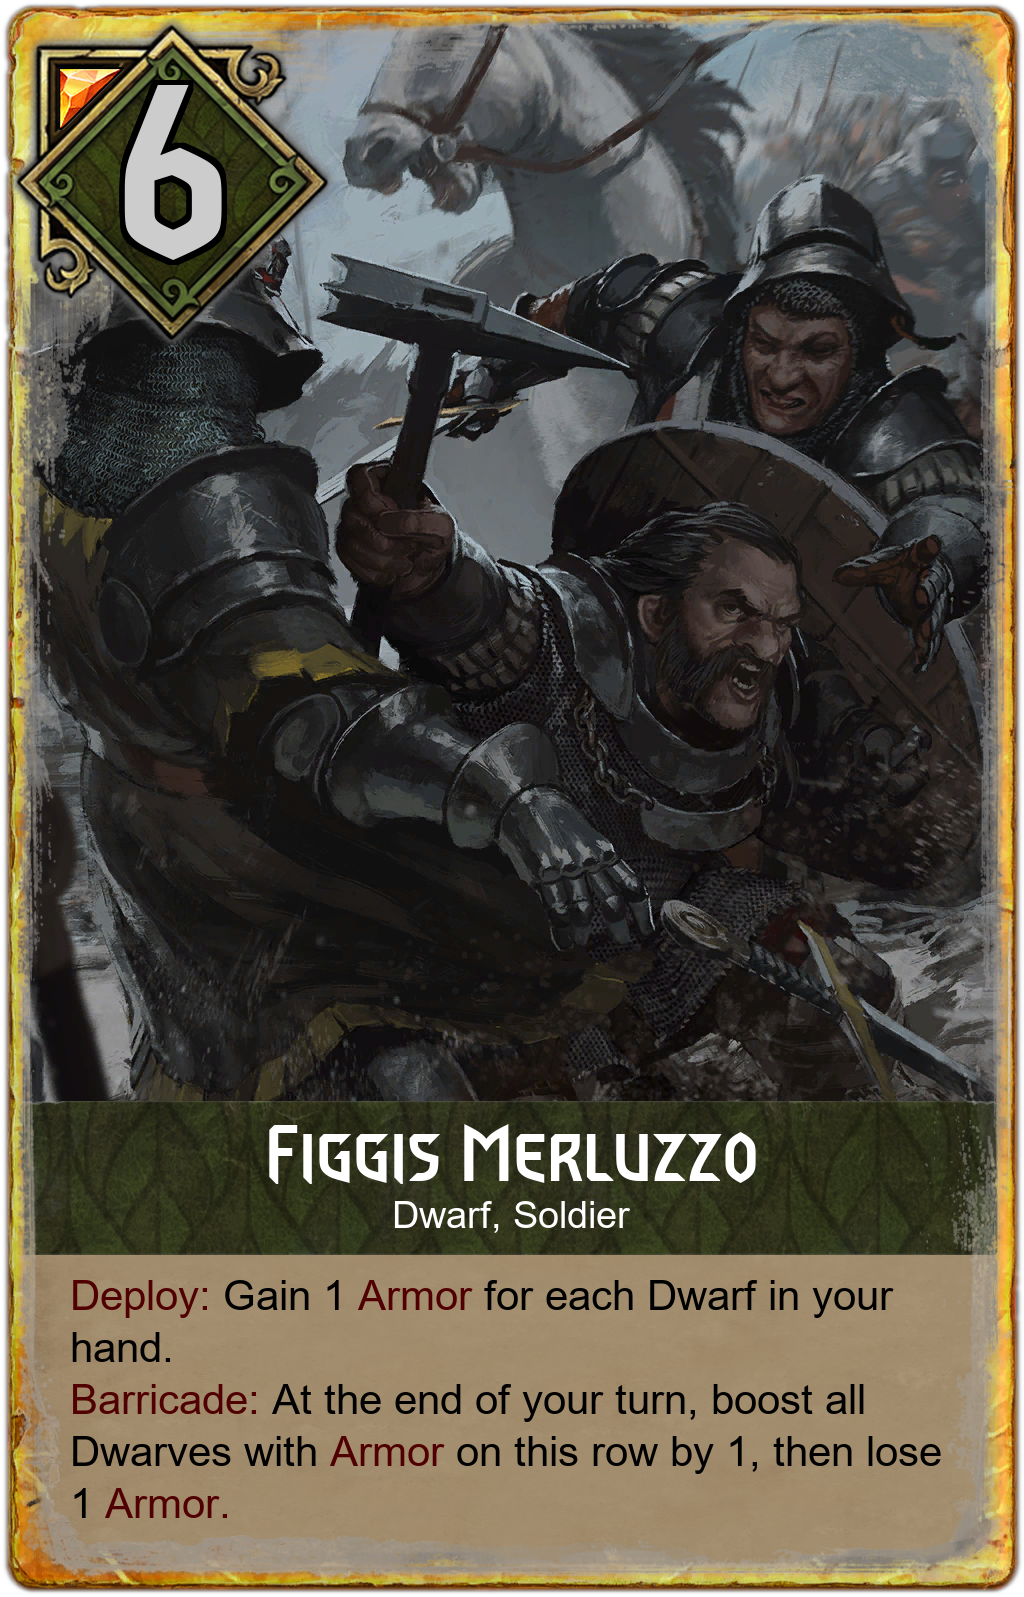 6
Figgis Merluzzo
Dwarf, Soldier
Deploy: Gain 1 Armor for each Dwarf in your
hand.
Barricade: At the end of your turn, boost all
Dwarves with Armor on this row by 1, then lose
1 Armor.